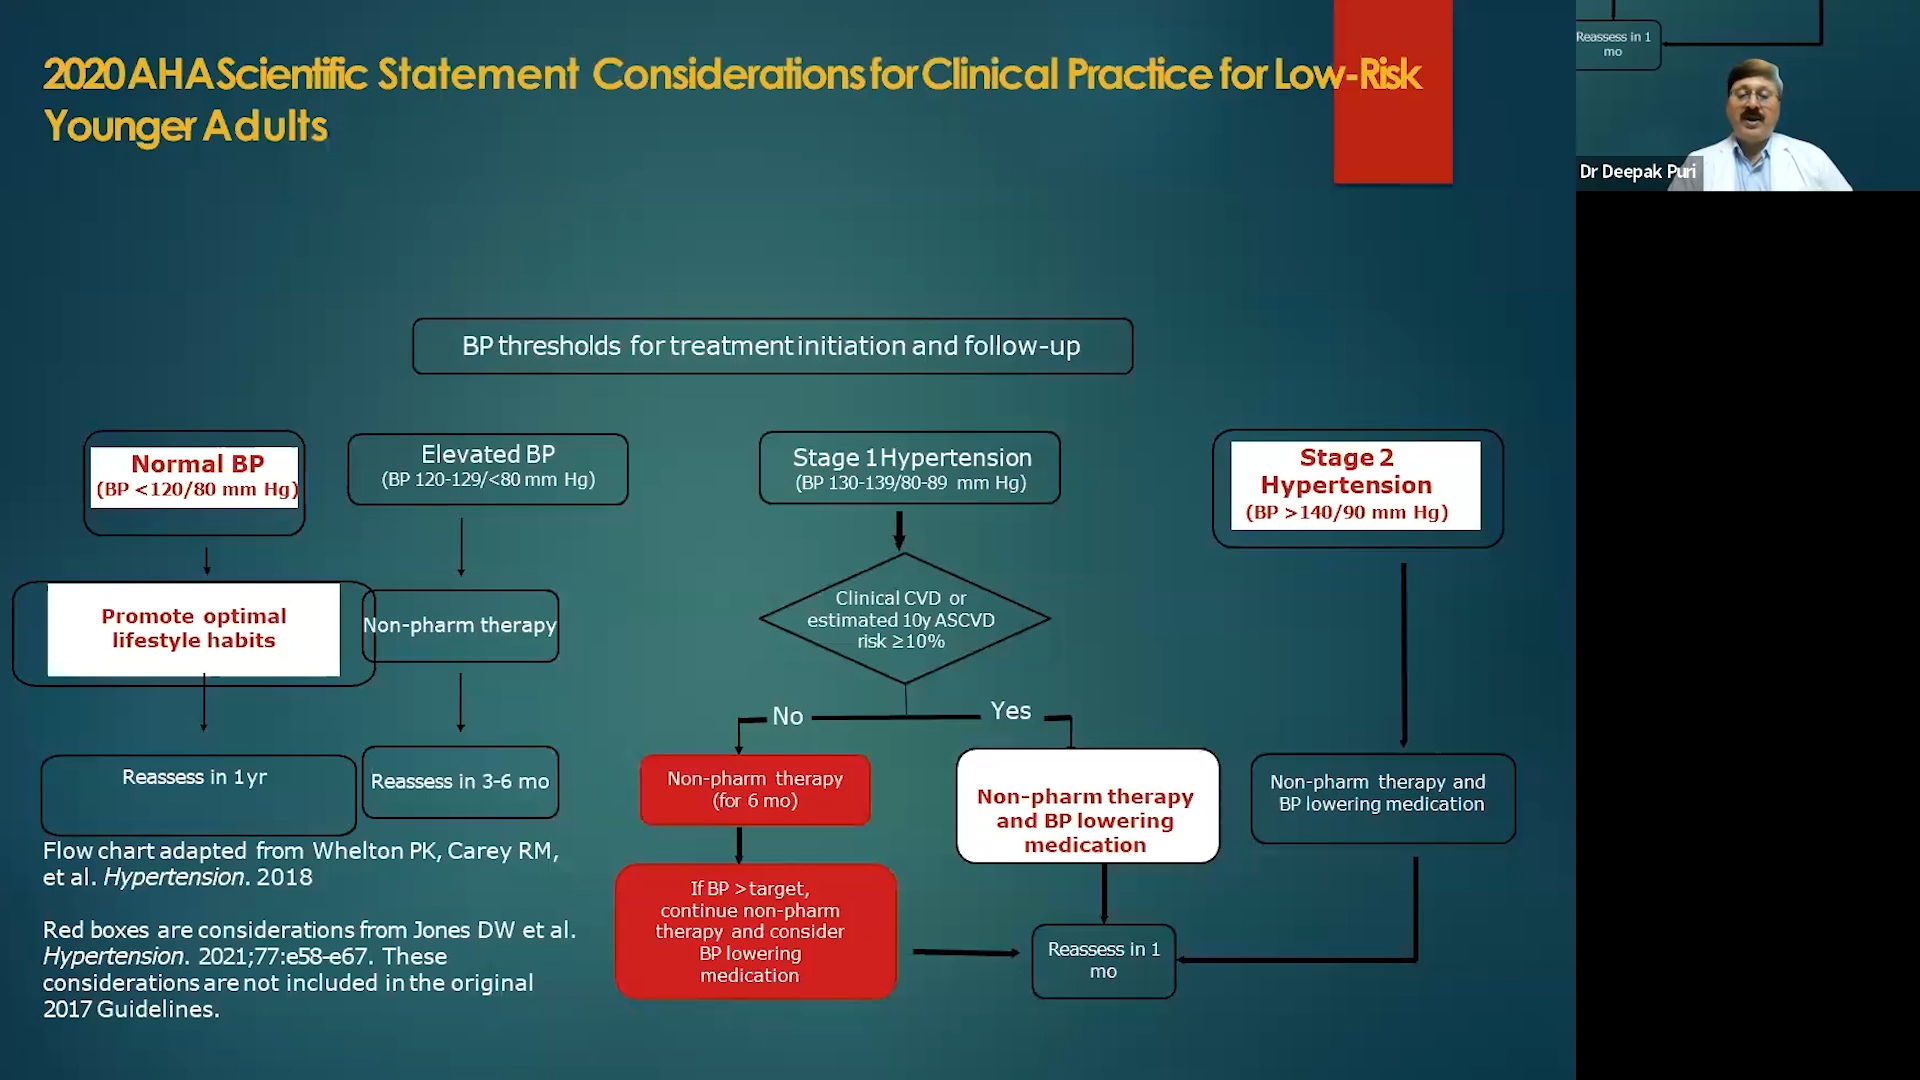 2020 AHA Scientific Statement Considerations for Clinical Practice for Low-Risk
Younger Adults
BP thresholds for treatment initiation and follow-up
Normal BP
(BP <120/80 mm Hg)
Promote optimal
lifestyle habits
Reassess in 1yr
Elevated BP
(BP 120-129/<80 mm Hg)
Non-pharm therapy
Reassess in 3-6 mo
Stage 1 Hypertension
(BP 130-139/80-89 mm Hg)
Clinical CVD or
estimated 10y ASCVD
risk ≥10%
No
Yes
Non-pharm therapy
(for 6 mo)
If BP >target,
continue non-pharm
therapy and consider
BP lowering
medication
Non-pharm therapy
and BP lowering
medication
Reassess in 1
mo
Stage 2
Hypertension
(BP >140/90 mm Hg)
Non-pharm therapy and
BP lowering medication
Flow chart adapted from Whelton PK, Carey RM,
et al. Hypertension. 2018
Red boxes are considerations from Jones DW et al.
Hypertension. 2021;77:e58-e67. These
considerations are not included in the original
2017 Guidelines.
Reassess in 1
mo
Dr Deepak Puri